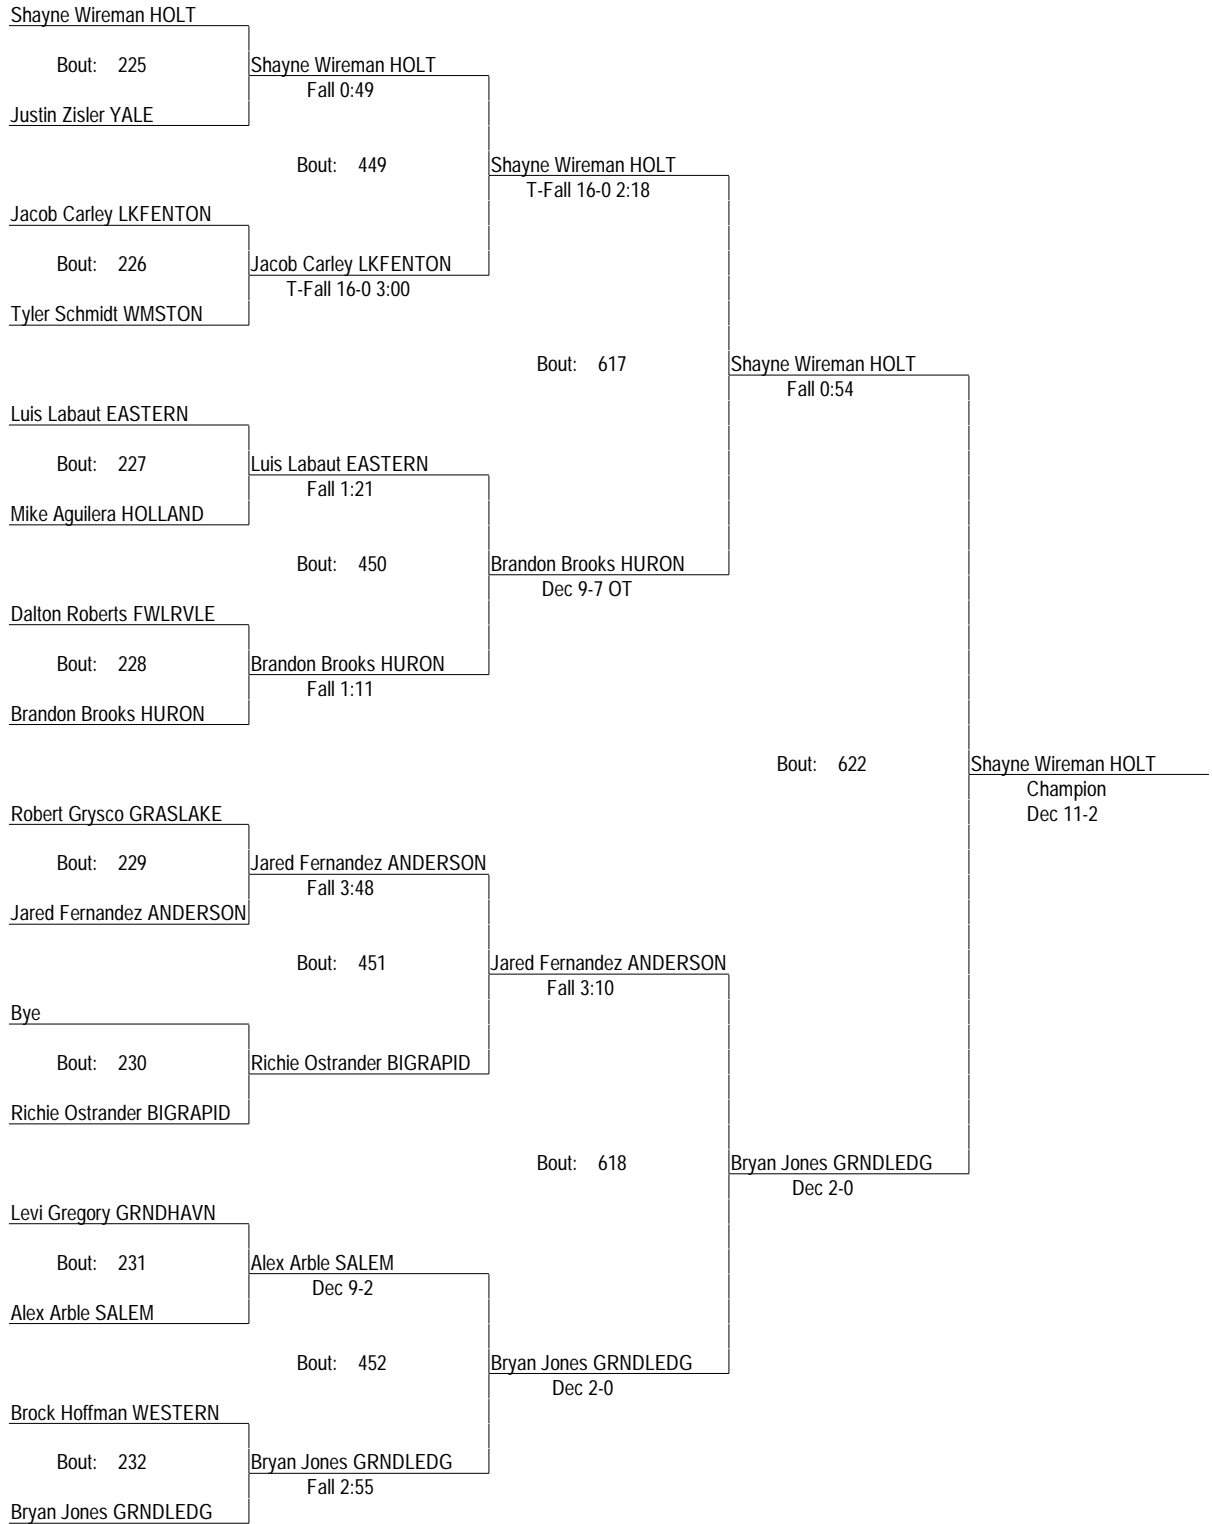 Shayne Wireman HOLT
Bout: 225
Shayne Wireman HOLT
Fall 0:49
Justin Zisler YALE
Bout: 449
Shayne Wireman HOLT
T-Fall 16-0 2:18
Jacob Carley LKFENTON
Bout: 226
Jacob Carley LKFENTON
T-Fall 16-0 3:00
Tyler Schmidt WMSTON
Bout: 617
Shayne Wireman HOLT
Fall 0:54
Luis Labaut EASTERN
Bout: 227
Luis Labaut EASTERN
Fall 1:21
Mike Aguilera HOLLAND
Bout: 450
Brandon Brooks HURON
Dec 9-7 OT
Dalton Roberts FWLRVLE
Bout: 228
Brandon Brooks HURON
Fall 1:11
Brandon Brooks HURON
Bout: 622
Shayne Wireman HOLT
Champion
Dec 11-2
Robert Grysco GRASLAKE
Bout: 229
Jared Fernandez ANDERSON
Fall 3:48
Jared Fernandez ANDERSON
Bout: 451
Jared Fernandez ANDERSON
Fall 3:10
Bye
Bout: 230
Richie Ostrander BIGRAPID
Richie Ostrander BIGRAPID
Bout: 618
Bryan Jones GRNDLEDG
Dec 2-0
Levi Gregory GRNDHAVN
Bout: 231
Alex Arble SALEM
Dec 9-2
Alex Arble SALEM
Bout: 452
Bryan Jones GRNDLEDG
Dec 2-0
Brock Hoffman WESTERN
Bout: 232
Bryan Jones GRNDLEDG
Fall 2:55
Bryan Jones GRNDLEDG